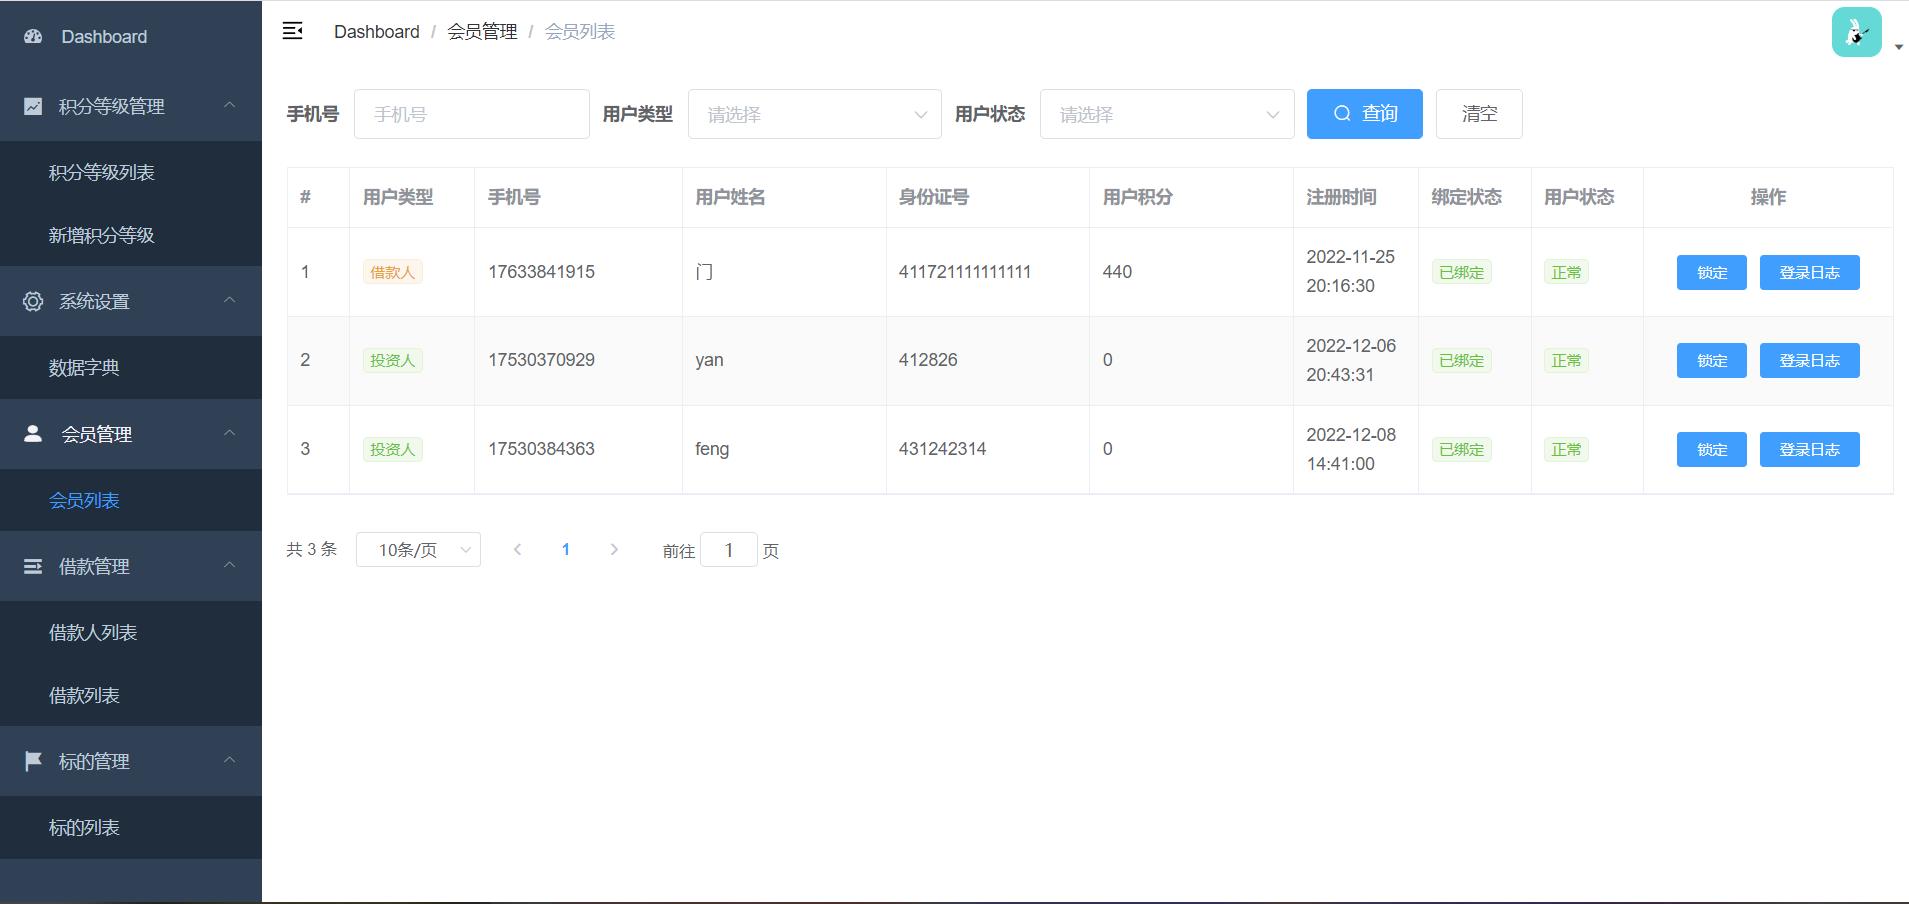 Dashboard
积分等级管理
积分等级列表
新增积分等级
系统设置
数据字典
会员管理
会员列表
借款管理
借款人列表
借款列表
标的管理
标的列表
Dashboard / 会员管理 / 会员列表
手机号 手机号 用户类型 请选择 用户状态 请选择 查询 清空
# 用户类型 手机号 用户姓名 身份证号 用户积分 注册时间 绑定状态 用户状态 操作
1 借款人 17633841915 门 411721111111111 440 2022-11-25 20:16:30 已绑定 正常 锁定 登录日志
2 投资人 17530370929 yan 412826 0 2022-12-06 20:43:31 已绑定 正常 锁定 登录日志
3 投资人 17530384363 feng 431242314 0 2022-12-08 14:41:00 已绑定 正常 锁定 登录日志
共 3 条 10条/页 1 前往 1 页